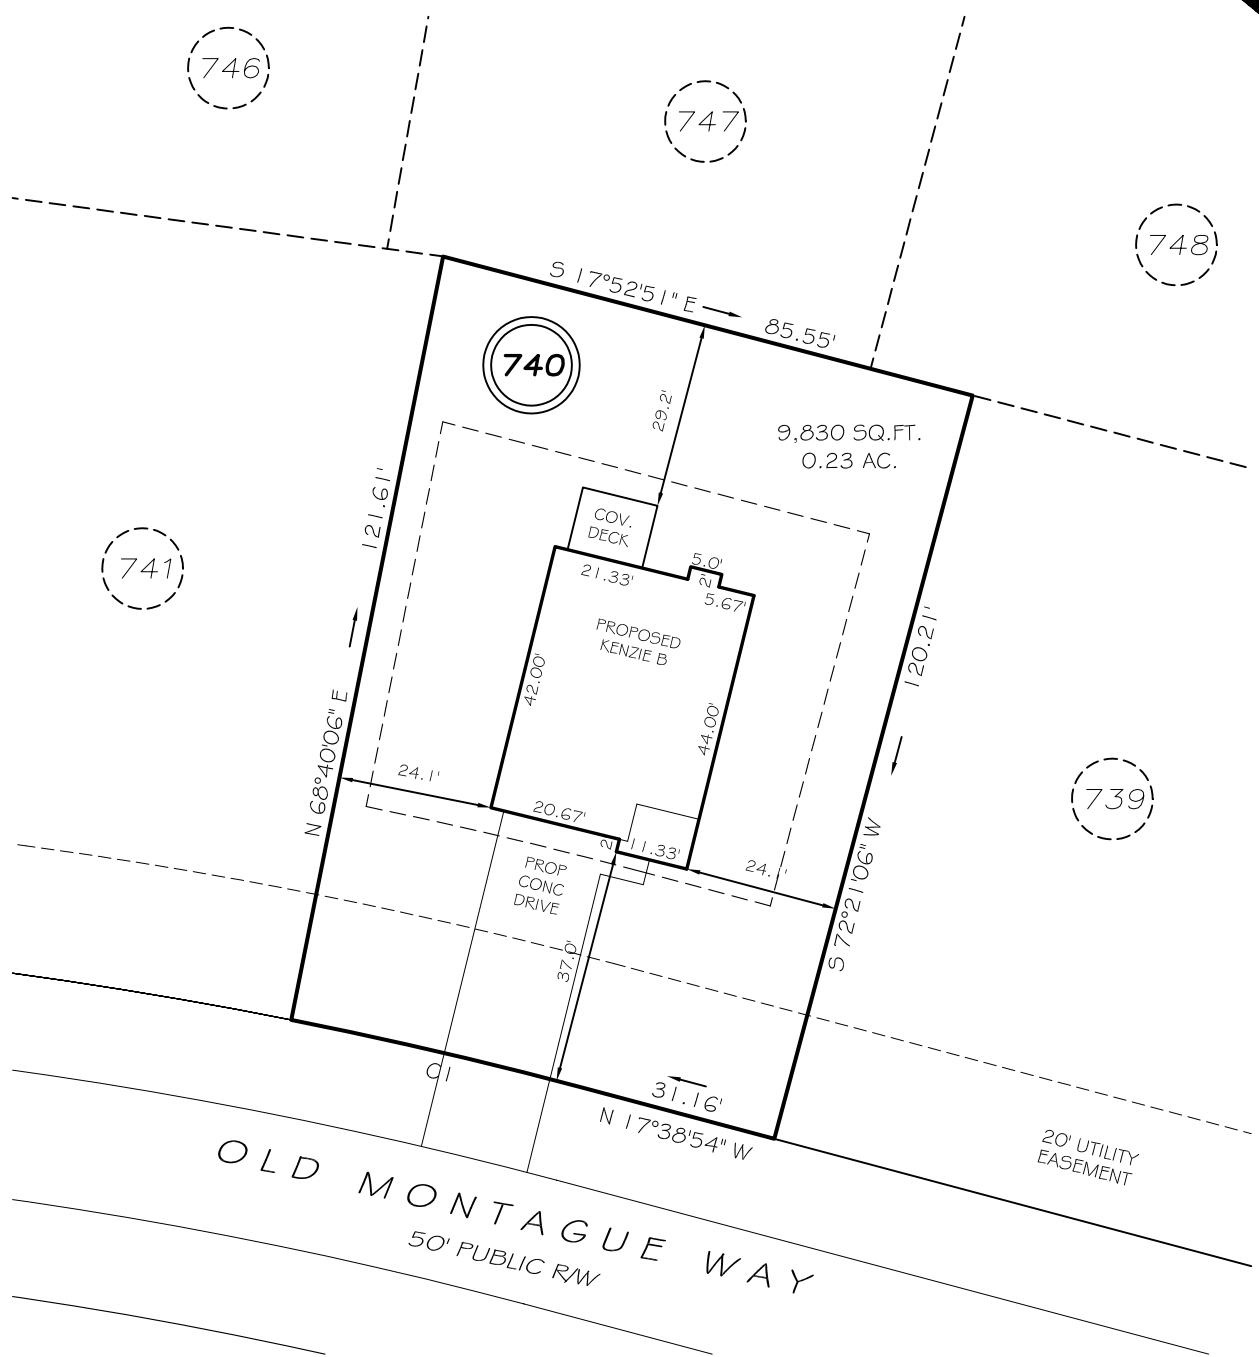 746
747
748
S 17°52'51" E
85.55'
740
29.2'
9,830 SQ.FT.
0.23 AC.
121.61'
COV.
DECK
741
21.33'
5.0'
2'
5.67'
PROPOSED
KENZIE B
120.21'
42.00'
44.00'
N 68°40'06" E
24.1'
739
20.67'
2'
11.33'
24.1'
S 72°21'06" W
PROP
CONC
DRIVE
37.0'
C1
31.16'
N 17°38'54" W
20' UTILITY
EASEMENT
OLD MONTAGUE WAY
50' PUBLIC R/W